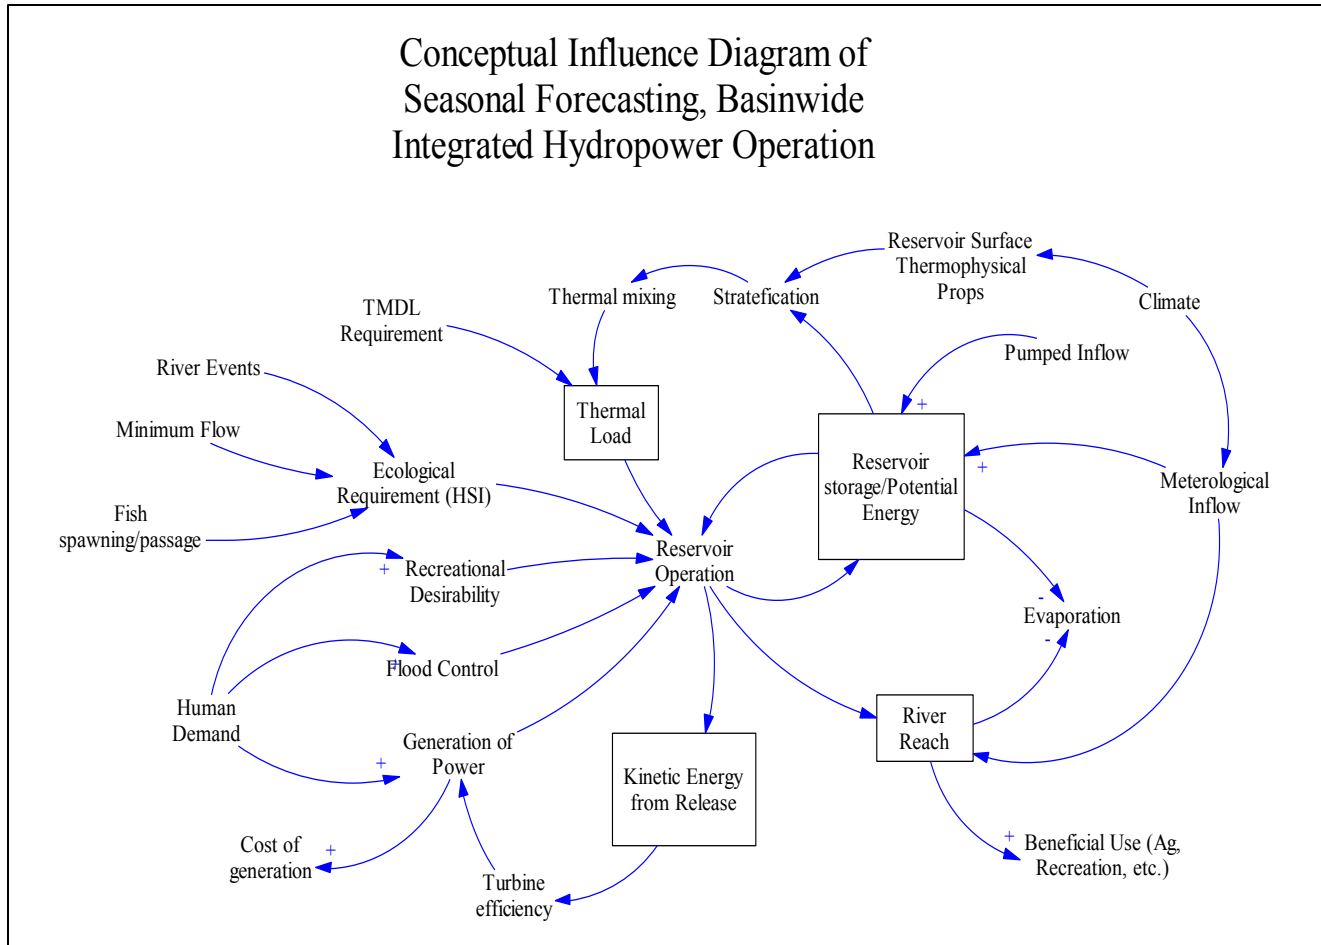 Conceptual Influence Diagram of
Seasonal Forecasting, Basinwide
Integrated Hydropower Operation
Reservoir Surface
Thermophysical
Props
Thermal mixing
Stratefication
Climate
TMDL
Requirement
Pumped Inflow
River Events
Thermal
Load
+
Minimum Flow
Ecological
Requirement (HSI)
Reservoir
storage/Potential
Energy
+
Meterological
Inflow
Fish
spawning/passage
Reservoir
Operation
+
Recreational
Desirability
-
Evaporation
-
+
Flood Control
Human
Demand
River
Reach
Generation of
Power
+
Kinetic Energy
from Release
Cost of
generation
+
+
Beneficial Use (Ag,
Recreation, etc.)
Turbine
efficiency